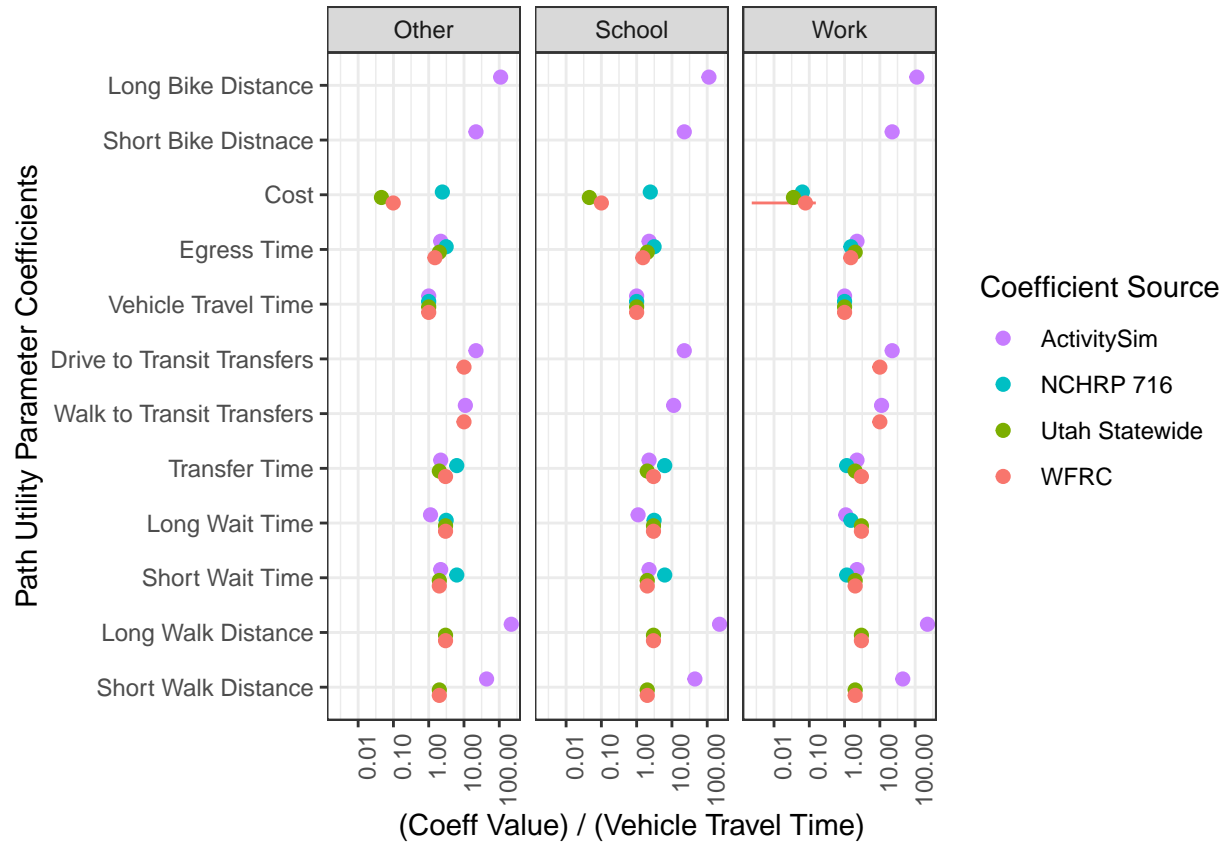 Other
School
Work
Path Utility Parameter Coefficients
Long Bike Distance
Short Bike Distnace
Cost
Egress Time
Vehicle Travel Time
Drive to Transit Transfers
Walk to Transit Transfers
Transfer Time
Long Wait Time
Short Wait Time
Long Walk Distance
Short Walk Distance
0.01 0.10 1.00 10.00 100.00
0.01 0.10 1.00 10.00 100.00
0.01 0.10 1.00 10.00 100.00
(Coeff Value) / (Vehicle Travel Time)
Coefficient Source
ActivitySim
NCHRP 716
Utah Statewide
WFRC